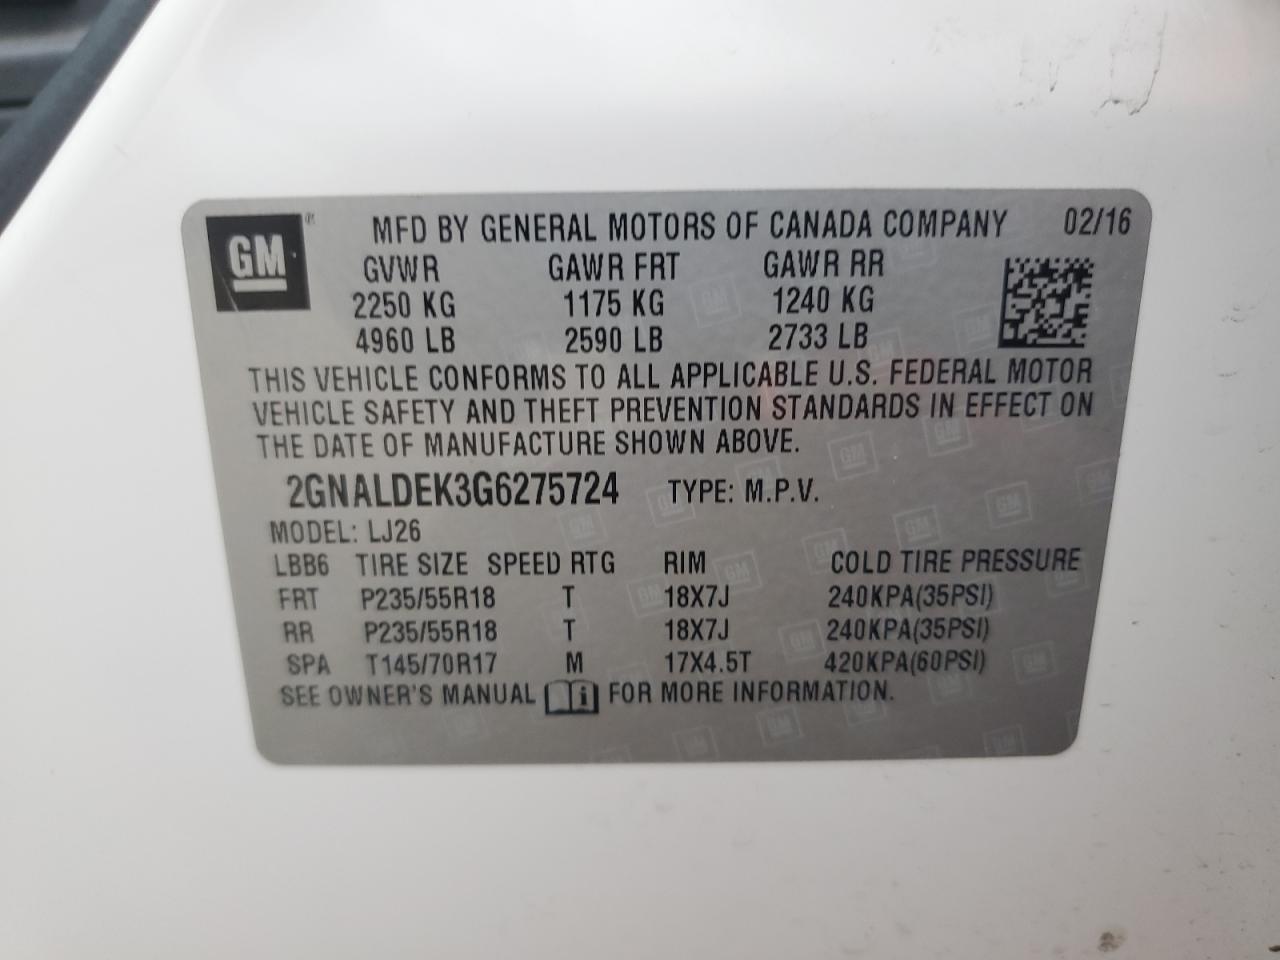 GM ® MFD BY GENERAL MOTORS OF CANADA COMPANY 02/16
GVWR GAWR FRT GAWR RR
2250 KG 1175 KG 1240 KG
4960 LB 2590 LB 2733 LB
THIS VEHICLE CONFORMS TO ALL APPLICABLE U.S. FEDERAL MOTOR
VEHICLE SAFETY AND THEFT PREVENTION STANDARDS IN EFFECT ON
THE DATE OF MANUFACTURE SHOWN ABOVE.
2GNALDEK3G6275724 TYPE: M.P.V.
MODEL: LJ26
LBB6 TIRE SIZE SPEED RTG RIM COLD TIRE PRESSURE
FRT P235/55R18 T 18X7J 240KPA(35PSI)
RR P235/55R18 T 18X7J 240KPA(35PSI)
SPA T145/70R17 M 17X4.5T 420KPA(60PSI)
SEE OWNER'S MANUAL i FOR MORE INFORMATION.